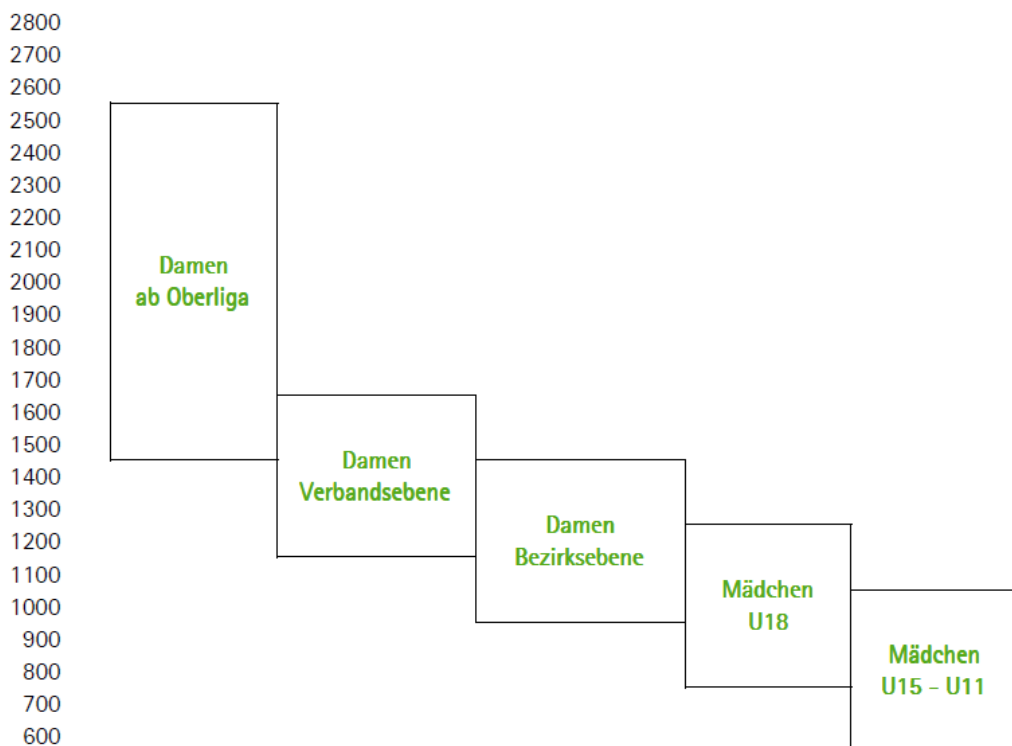 2800
2700
2600
2500
2400
2300
2200
2100
2000
1900
1800
1700
1600
1500
1400
1300
1200
1100
1000
900
800
700
600
Damen
ab Oberliga
Damen
Verbandsebene
Damen
Bezirksebene
Mädchen
U18
Mädchen
U15 - U11